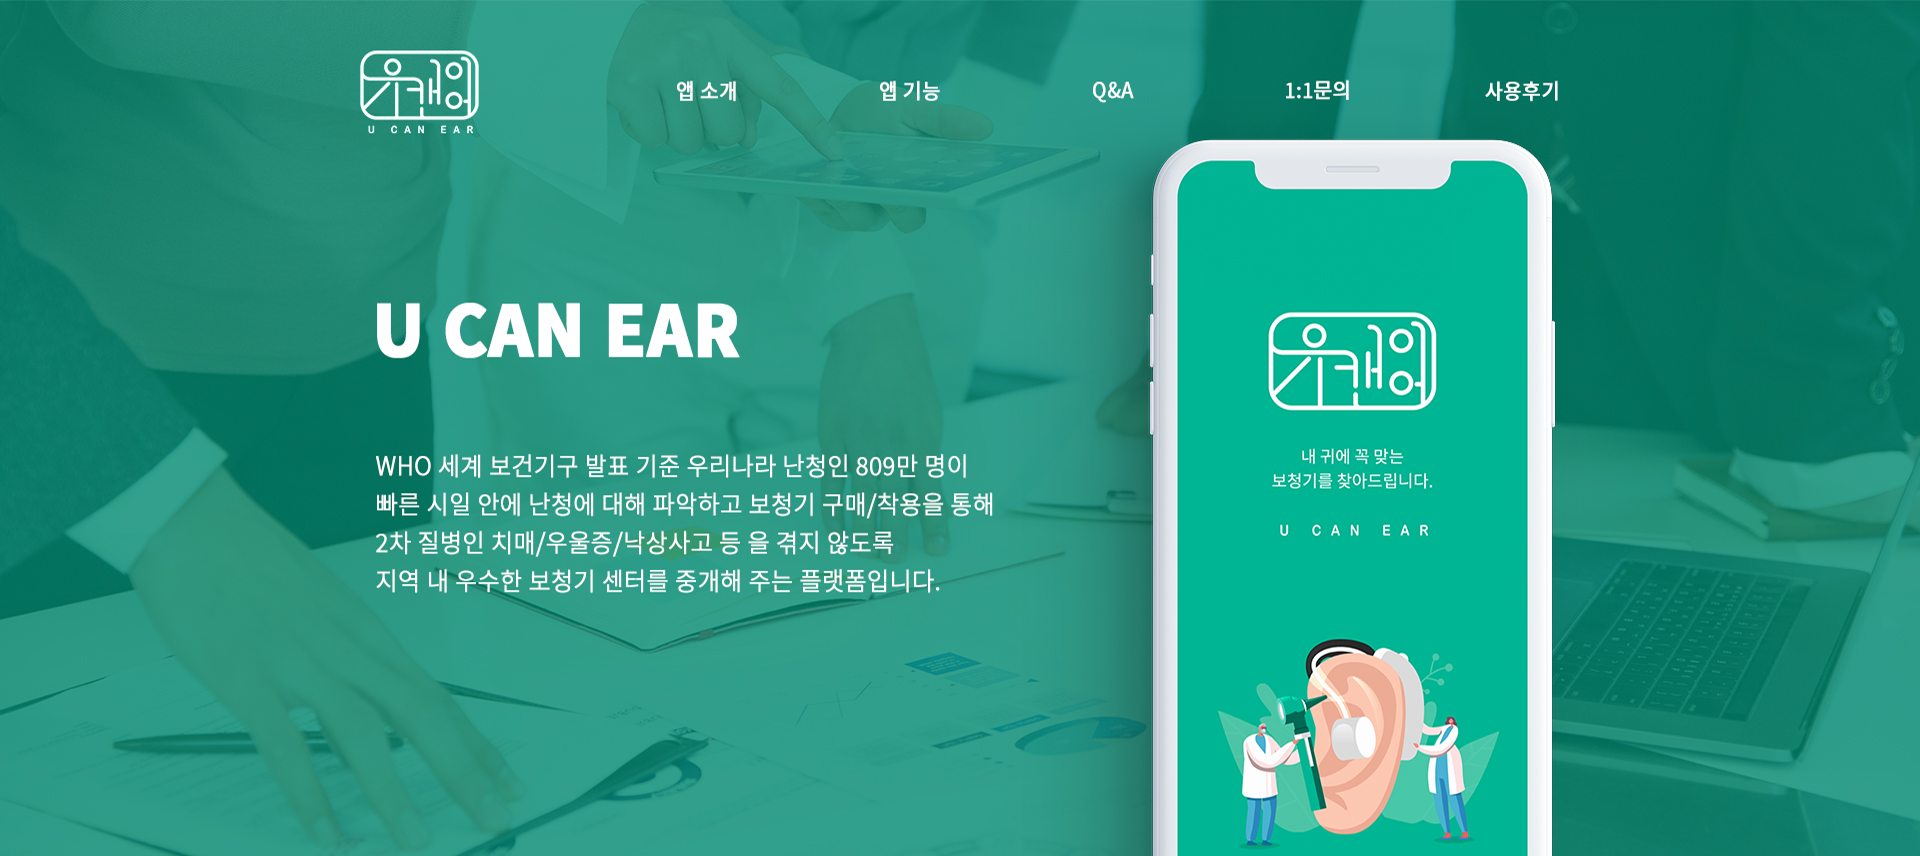 유캔이어
U CAN EAR
앱 소개
앱 기능
Q&A
1:1문의
사용후기
U CAN EAR
WHO 세계 보건기구 발표 기준 우리나라 난청인 809만 명이
빠른 시일 안에 난청에 대해 파악하고 보청기 구매/착용을 통해
2차 질병인 치매/우울증/낙상사고 등 을 겪지 않도록
지역 내 우수한 보청기 센터를 중개해 주는 플랫폼입니다.
유캔이어
내 귀에 꼭 맞는
보청기를 찾아드립니다.
U CAN EAR